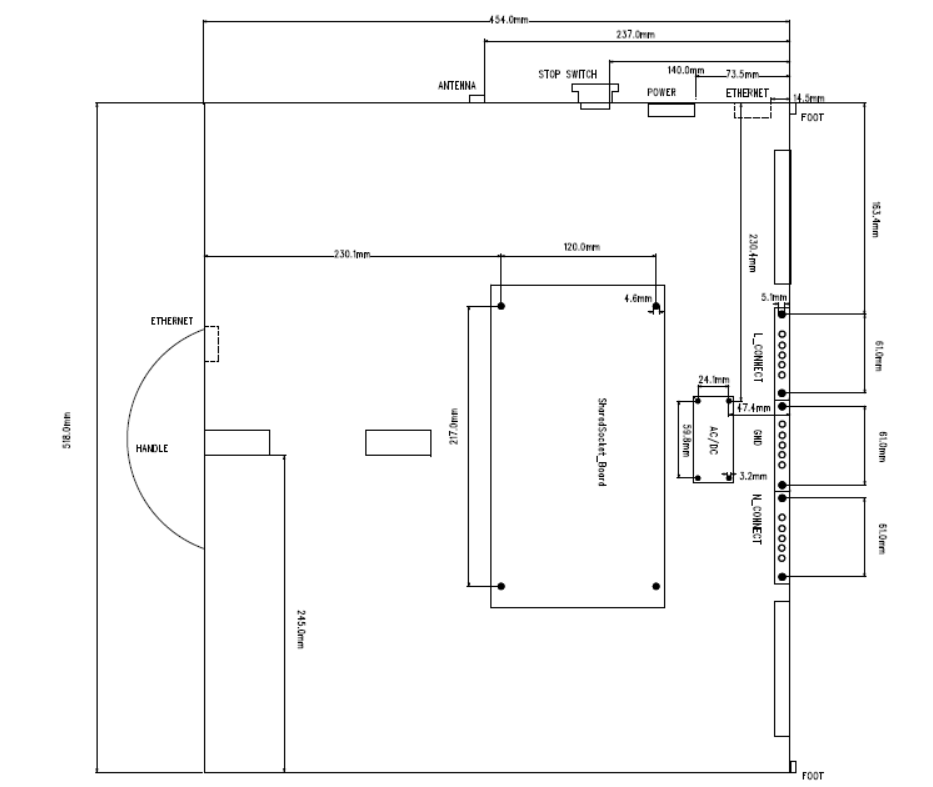 454.0mm
237.0mm
140.0mm
73.5mm
STOP SWITCH
ANTENNA
POWER
ETHERNET
14.5mm
FOOT
163.4mm
230.4mm
230.1mm
120.0mm
4.6mm
5.1mm
ETHERNET
L_CONNECT
61.0mm
24.1mm
47.4mm
518.0mm
217.0mm
SharedSocket_Board
59.8mm
AC/DC
GND
61.0mm
HANDLE
3.2mm
N_CONNECT
61.0mm
245.0mm
FOOT